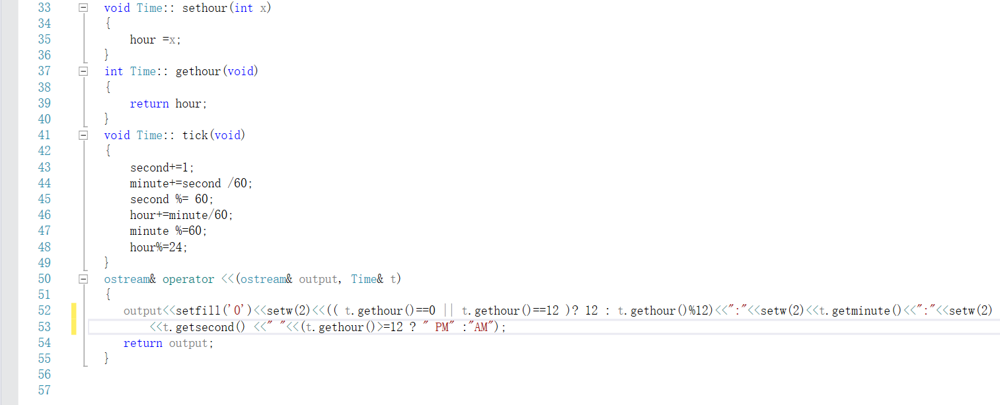 33 void Time:: sethour(int x)
34 {
35 hour =x;
36 }
37 int Time:: gethour(void)
38 {
39 return hour;
40 }
41 void Time:: tick(void)
42 {
43 second+=1;
44 minute+=second /60;
45 second %= 60;
46 hour+=minute/60;
47 minute %=60;
48 hour%=24;
49 }
50 ostream& operator <<(ostream& output, Time& t)
51 {
52 output<<setfill('0')<<setw(2)<<(( t.gethour()==0 || t.gethour()==12 )? 12 : t.gethour()%12)<<":"<<setw(2)<<t.getminute()<<":"<<setw(2)
53 <<t.getsecond() <<" "<<(t.gethour()>=12 ? " PM" :"AM");
54 return output;
55 }
56
57